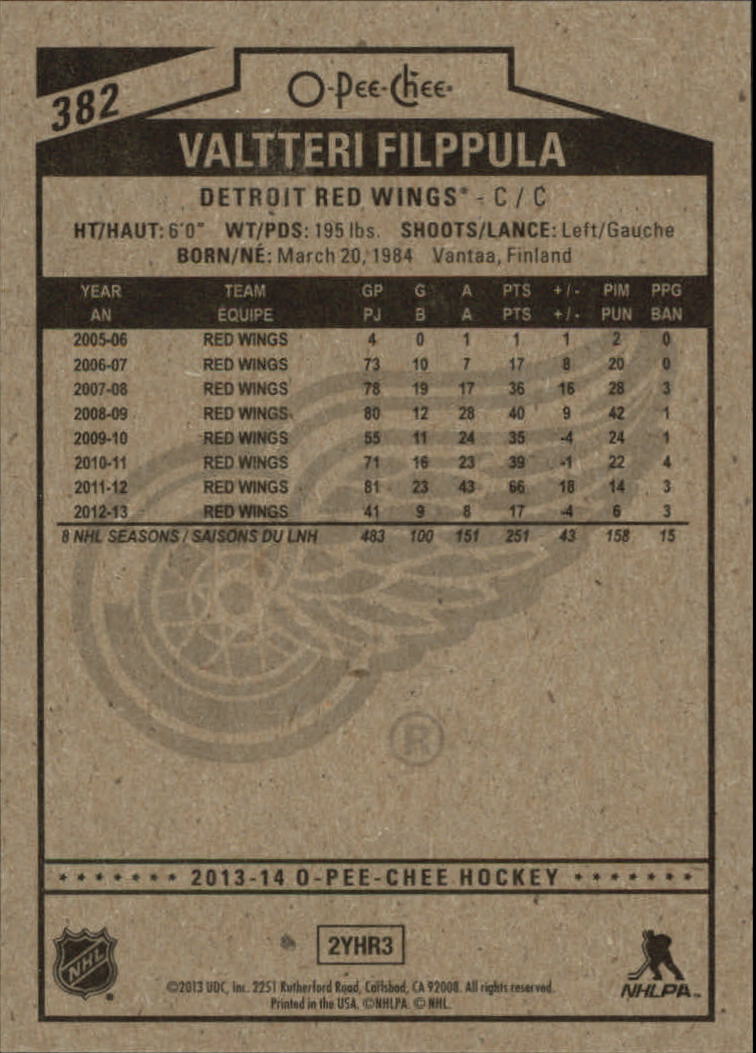 382
O-Pee-Chee
VALTTERI FILPPULA
DETROIT RED WINGS® - C / C
HT/HAUT: 6'0" WT/PDS: 195 lbs. SHOOTS/LANCE: Left/Gauche
BORN/NÉ: March 20, 1984 Vantaa, Finland
YEAR TEAM GP G A PTS +/- PIM PPG
AN ÉQUIPE PJ B A PTS +/- PUN BAN
2005-06 RED WINGS 4 0 1 1 1 2 0
2006-07 RED WINGS 73 10 7 17 8 20 0
2007-08 RED WINGS 78 19 17 36 16 28 3
2008-09 RED WINGS 80 12 28 40 9 42 1
2009-10 RED WINGS 55 11 24 35 -4 24 1
2010-11 RED WINGS 71 16 23 39 -1 22 4
2011-12 RED WINGS 81 23 43 66 18 14 3
2012-13 RED WINGS 41 9 8 17 -4 6 3
8 NHL SEASONS / SAISONS DU LNH 483 100 151 251 43 158 15
®
2013-14 O-PEE-CHEE HOCKEY
2YHR3
NHL
NHLPA™
©2013 UDC, Inc. 2251 Rutherford Road, Carlsbad, CA 92008. All rights reserved.
Printed in the USA. ©NHLPA. © NHL.